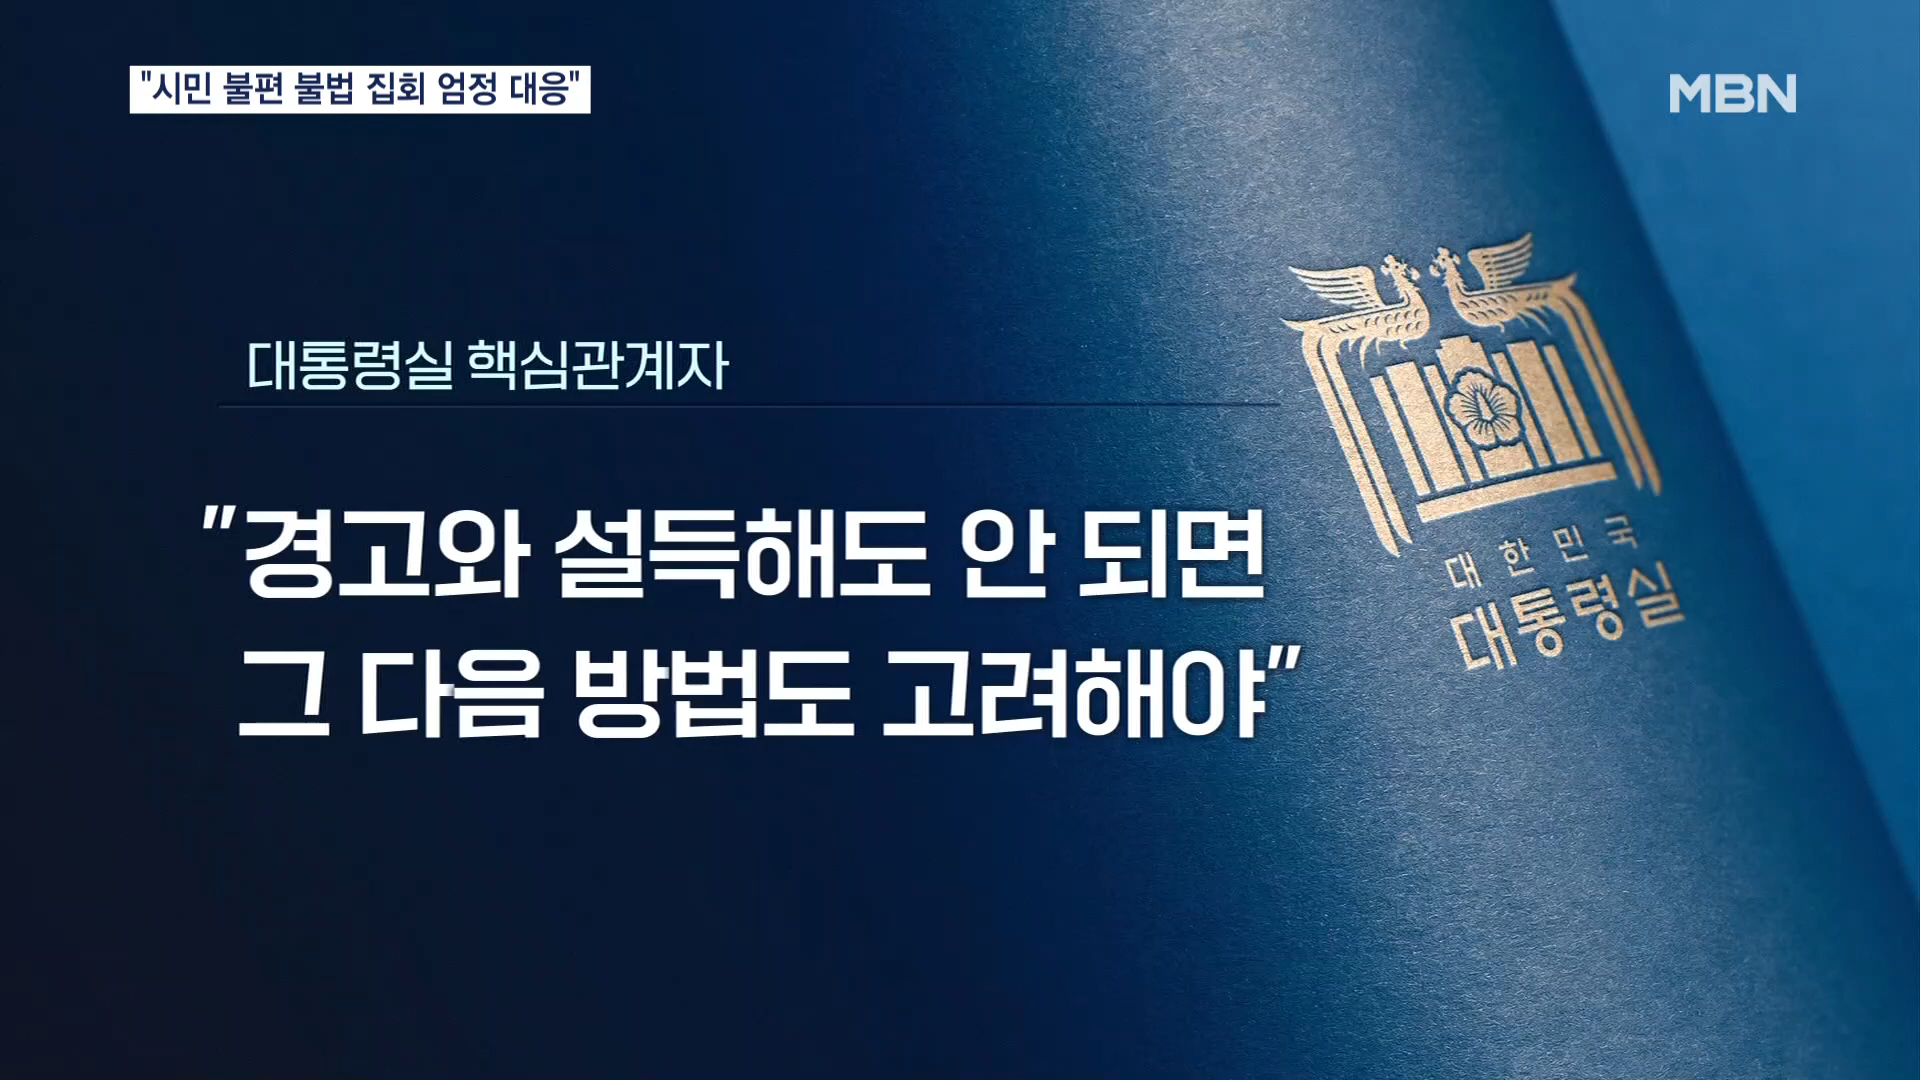 "시민 불편 불법 집회 엄정 대응"
MBN
대통령실 핵심관계자
"경고와 설득해도 안 되면
그 다음 방법도 고려해야"
대한민국
대통령실